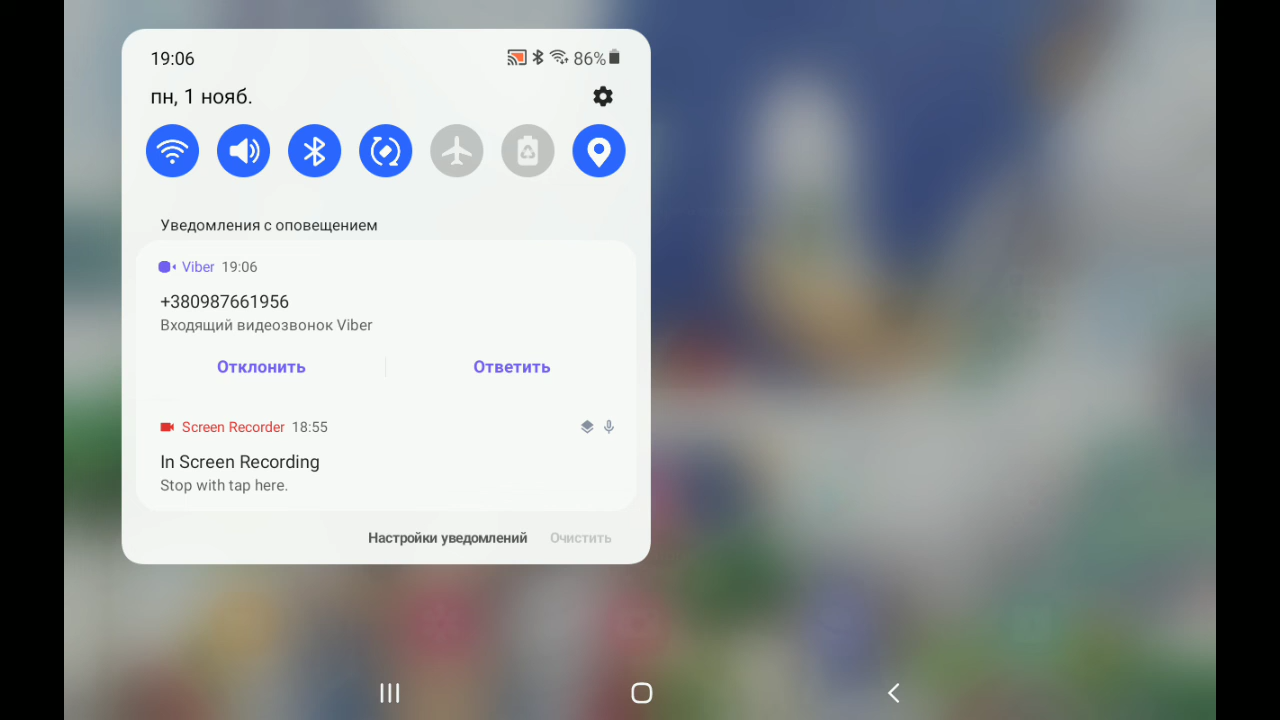 19:06
86%
пн, 1 нояб.
Уведомления с оповещением
Viber 19:06
+380987661956
Входящий видеозвонок Viber
Отклонить Ответить
Screen Recorder 18:55
In Screen Recording
Stop with tap here.
Настройки уведомлений Очистить